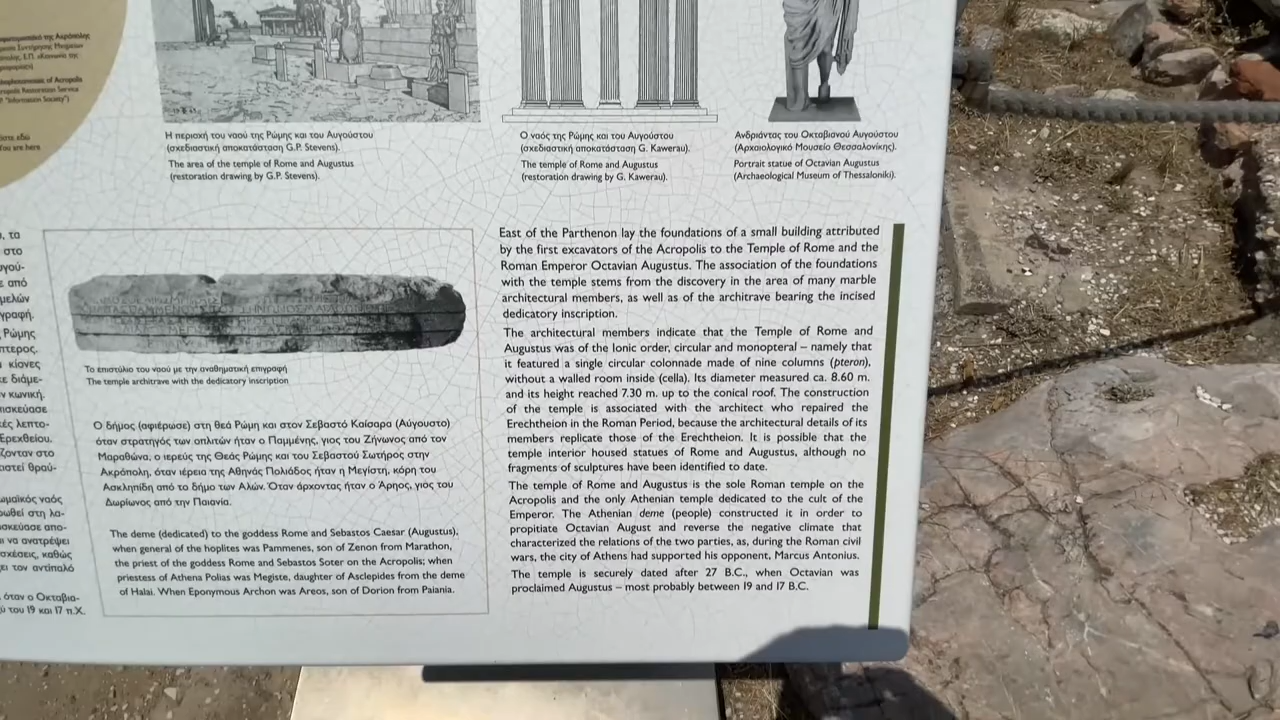 You are here
Η περιοχή του ναού της Ρώμης και του Αυγούστου
(σχεδιαστική αποκατάσταση G.P. Stevens).
The area of the temple of Rome and Augustus
(restoration drawing by G.P. Stevens).
Ο ναός της Ρώμης και του Αυγούστου
(σχεδιαστική αποκατάσταση G. Kawerau).
The temple of Rome and Augustus
(restoration drawing by G. Kawerau).
Ανδριάντας του Οκταβιανού Αυγούστου
(Αρχαιολογικό Μουσείο Θεσσαλονίκης).
Portrait statue of Octavian Augustus
(Archaeological Museum of Thessaloniki).
Το επιστύλιο του ναού με την αναθηματική επιγραφή
The temple architrave with the dedicatory inscription
Ο δήμος (αφιέρωσε) στη θεά Ρώμη και στον Σεβαστό Καίσαρα (Αύγουστο)
όταν στρατηγός των οπλιτών ήταν ο Παμμένης, γιος του Ζήνωνος από τον
Μαραθώνα, ο ιερεύς της Θεάς Ρώμης και του Σεβαστού Σωτήρος στην
Ακρόπολη, όταν ιέρεια της Αθηνάς Πολιάδος ήταν η Μεγίστη, κόρη του
Ασκληπίδη από το δήμο των Αλών. Όταν άρχοντας ήταν ο Άρηος, γιος του
Δωρίωνος από την Παιανία.
The deme (dedicated) to the goddess Rome and Sebastos Caesar (Augustus),
when general of the hoplites was Pammenes, son of Zenon from Marathon,
the priest of the goddess Rome and Sebastos Soter on the Acropolis; when
priestess of Athena Polias was Megiste, daughter of Asclepides from the deme
of Halai. When Eponymous Archon was Areos, son of Dorion from Paiania.
East of the Parthenon lay the foundations of a small building attributed
by the first excavators of the Acropolis to the Temple of Rome and the
Roman Emperor Octavian Augustus. The association of the foundations
with the temple stems from the discovery in the area of many marble
architectural members, as well as of the architrave bearing the incised
dedicatory inscription.
The architectural members indicate that the Temple of Rome and
Augustus was of the Ionic order, circular and monopteral – namely that
it featured a single circular colonnade made of nine columns (pteron),
without a walled room inside (cella). Its diameter measured ca. 8.60 m.
and its height reached 7.30 m. up to the conical roof. The construction
of the temple is associated with the architect who repaired the
Erechtheion in the Roman Period, because the architectural details of its
members replicate those of the Erechtheion. It is possible that the
temple interior housed statues of Rome and Augustus, although no
fragments of sculptures have been identified to date.
The temple of Rome and Augustus is the sole Roman temple on the
Acropolis and the only Athenian temple dedicated to the cult of the
Emperor. The Athenian deme (people) constructed it in order to
propitiate Octavian August and reverse the negative climate that
characterized the relations of the two parties, as, during the Roman civil
wars, the city of Athens had supported his opponent, Marcus Antonius.
The temple is securely dated after 27 B.C., when Octavian was
proclaimed Augustus – most probably between 19 and 17 B.C.